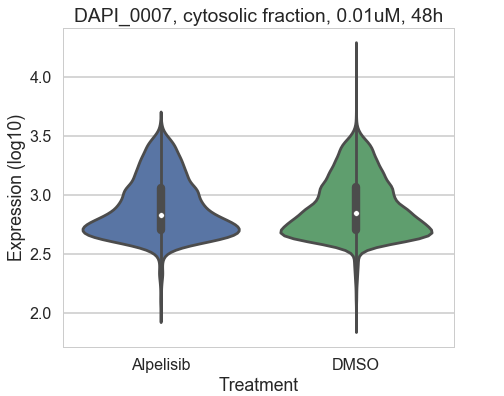 DAPI_0007, cytosolic fraction, 0.01uM, 48h
4.0
3.5
3.0
2.5
2.0
Expression (log10)
Alpelisib
DMSO
Treatment